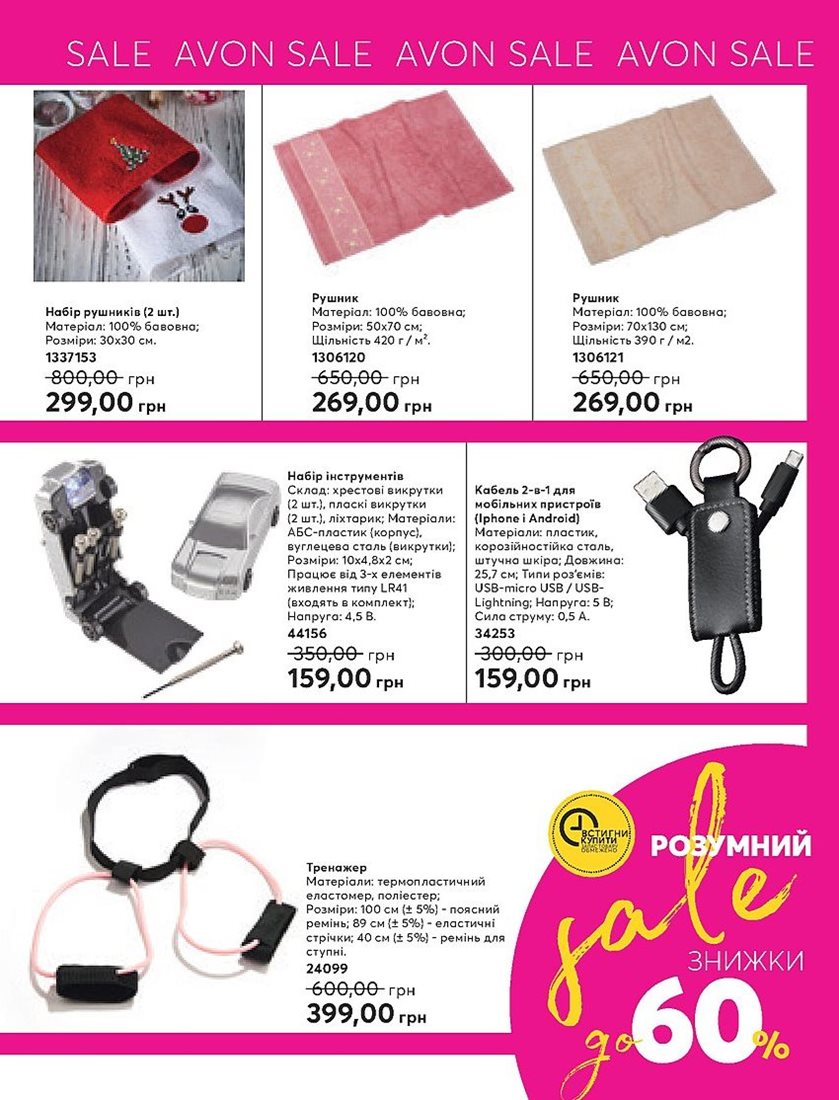 SALE AVON SALE AVON SALE AVON SALE
Набір рушників (2 шт.)
Матеріал: 100% бавовна;
Розміри: 30х30 см.
1337153
800,00 грн
299,00 грн
Рушник
Матеріал: 100% бавовна;
Розміри: 50х70 см;
Щільність 420 г / м².
1306120
650,00 грн
269,00 грн
Рушник
Матеріал: 100% бавовна;
Розміри: 70х130 см;
Щільність 390 г / м2.
1306121
650,00 грн
269,00 грн
Набір інструментів
Склад: хрестові викрутки
(2 шт.), пласкі викрутки
(2 шт.), ліхтарик; Матеріали:
АБС-пластик (корпус),
вуглецева сталь (викрутки);
Розміри: 10х4,8х2 см;
Працює від 3-х елементів
живлення типу LR41
(входять в комплект);
Напруга: 4,5 В.
44156
350,00 грн
159,00 грн
Кабель 2-в-1 для
мобільних пристроїв
(Iphone і Android)
Матеріали: пластик,
корозійностійка сталь,
штучна шкіра; Довжина:
25,7 см; Типи роз'ємів:
USB-micro USB / USB-
Lightning; Напруга: 5 В;
Сила струму: 0,5 А.
34253
300,00 грн
159,00 грн
Тренажер
Матеріали: термопластичний
еластомер, поліестер;
Розміри: 100 см (± 5%) - поясний
ремінь; 89 см (± 5%) - еластичні
стрічки; 40 см (± 5%) - ремінь для
ступні.
24099
600,00 грн
399,00 грн
ВСТИГНИ
КУПИТИ
ОБМЕЖЕНО
РОЗУМНИЙ
sale
ЗНИЖКИ
до 60%